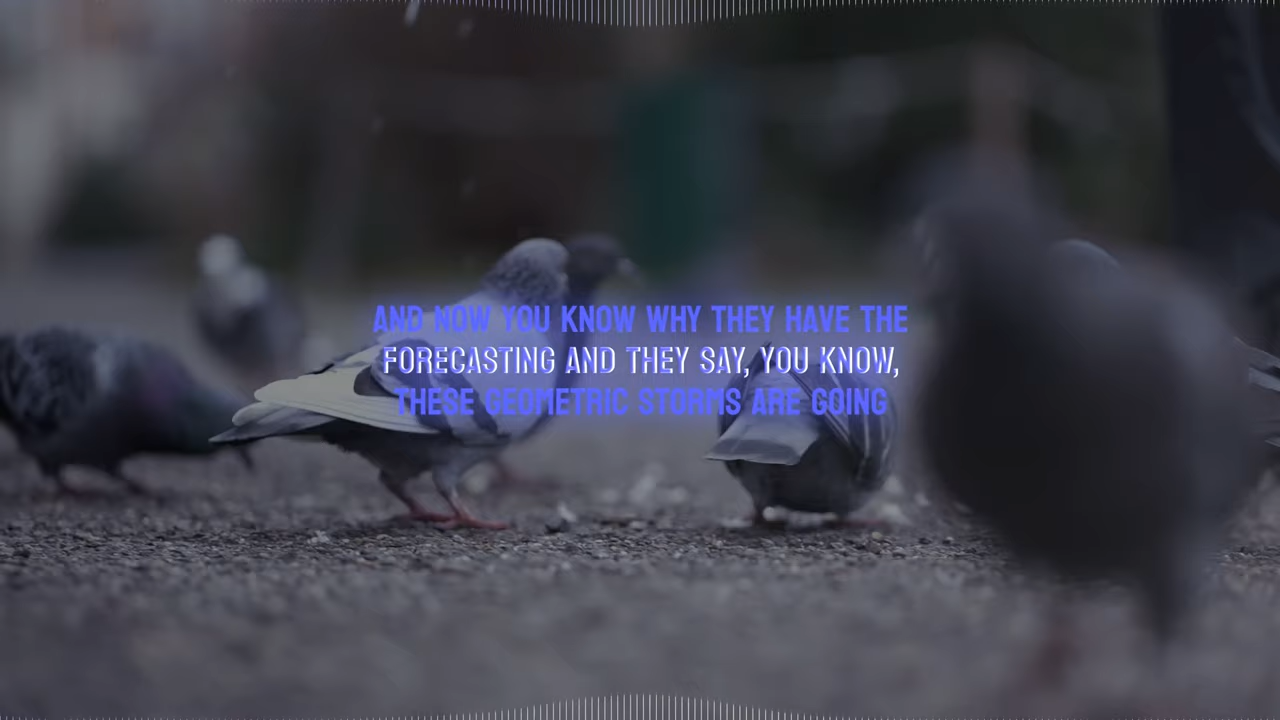 AND NOW YOU KNOW WHY THEY HAVE THE
FORECASTING AND THEY SAY, YOU KNOW,
THESE GEOMETRIC STORMS ARE GOING